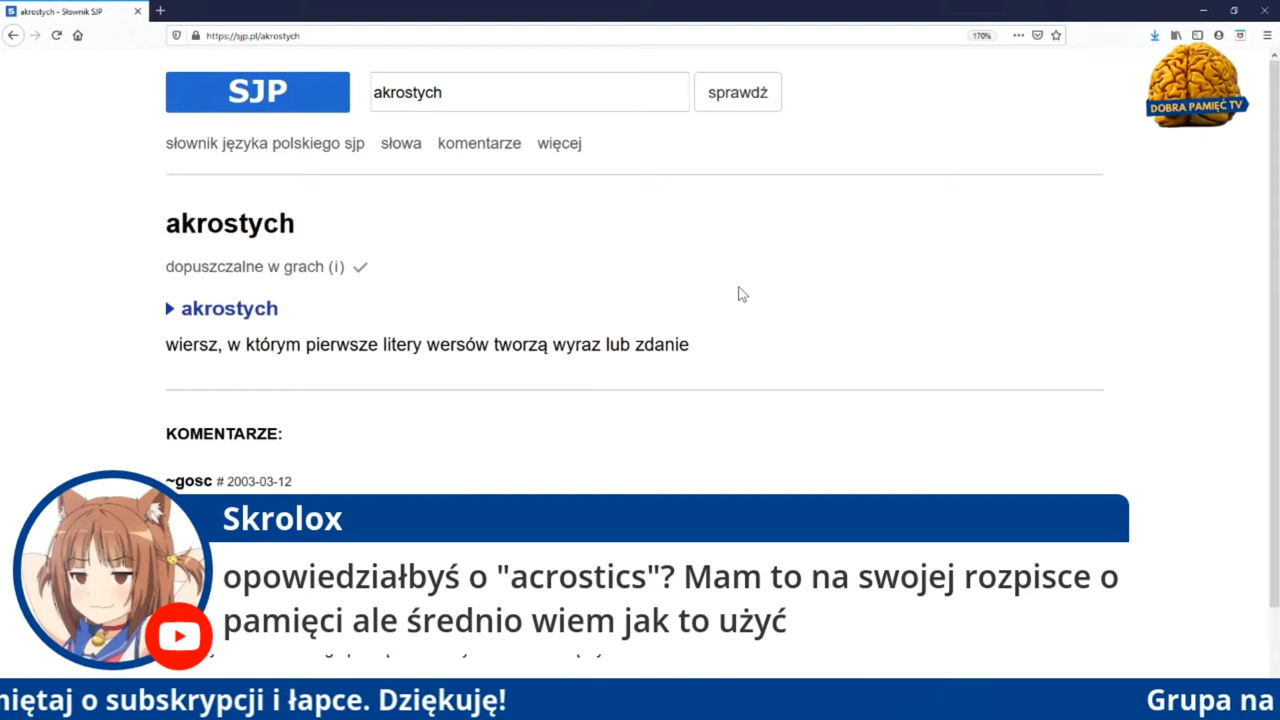 akrostych - Słownik SJP
https://sjp.pl/akrostych
170%
SJP
akrostych
sprawdź
DOBRA PAMIĘĆ TV
słownik języka polskiego sjp
słowa
komentarze
więcej
akrostych
dopuszczalne w grach (i)
akrostych
wiersz, w którym pierwsze litery wersów tworzą wyraz lub zdanie
KOMENTARZE:
~gosc # 2003-03-12
Skrolox
opowiedziałbyś o "acrostics"? Mam to na swojej rozpisce o
pamięci ale średnio wiem jak to użyć
niętaj o subskrypcji i łapce. Dziękuję!
Grupa na